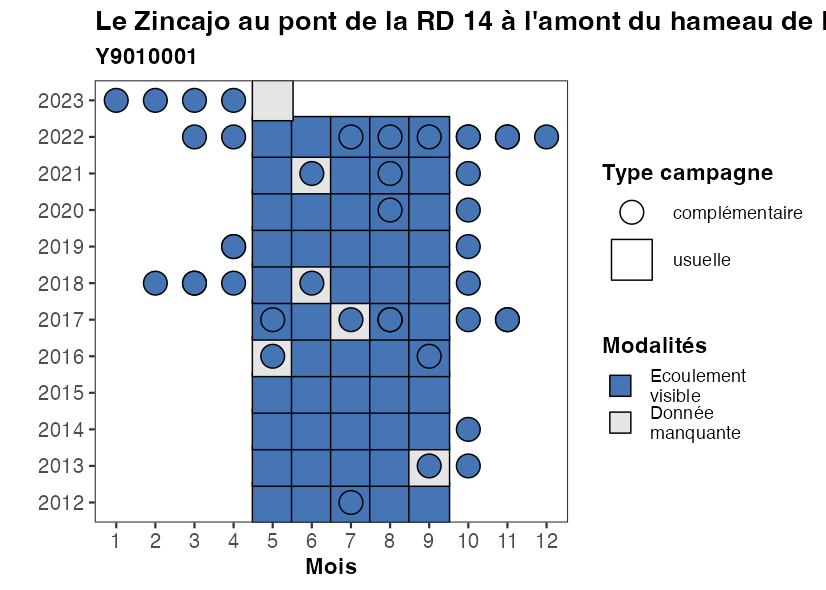 Le Zincajo au pont de la RD 14 à l'amont du hameau de
Y9010001
2023
2022
2021
2020
2019
2018
2017
2016
2015
2014
2013
2012
1 2 3 4 5 6 7 8 9 10 11 12
Mois
Type campagne
complémentaire
usuelle
Modalités
Ecoulement
visible
Donnée
manquante